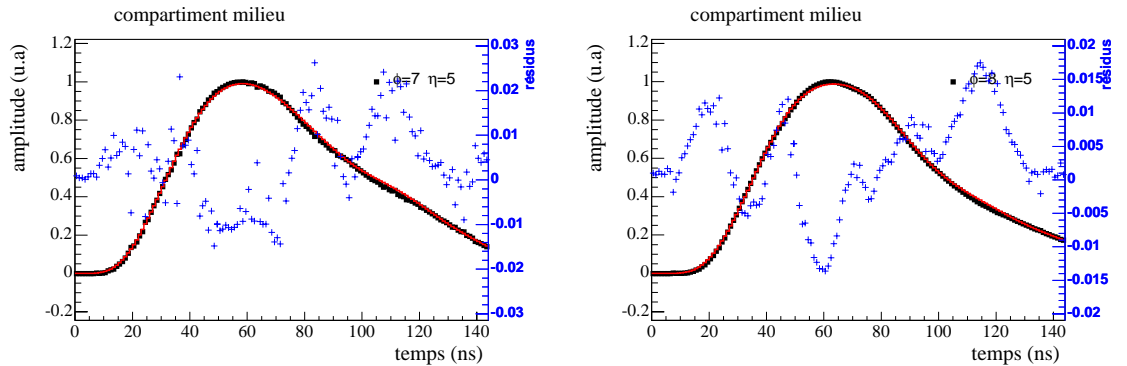 compartiment milieu
amplitude (u.a)
1.2
1
0.8
0.6
0.4
0.2
0
-0.2
0 20 40 60 80 100 120 140
temps (ns)
ϕ=7 η=5
0.03
0.02
0.01
0
-0.01
-0.02
-0.03
résidus
compartiment milieu
amplitude (u.a)
1.2
1
0.8
0.6
0.4
0.2
0
-0.2
0 20 40 60 80 100 120 140
temps (ns)
ϕ=8 η=5
0.02
0.015
0.01
0.005
0
-0.005
-0.01
-0.015
-0.02
résidus